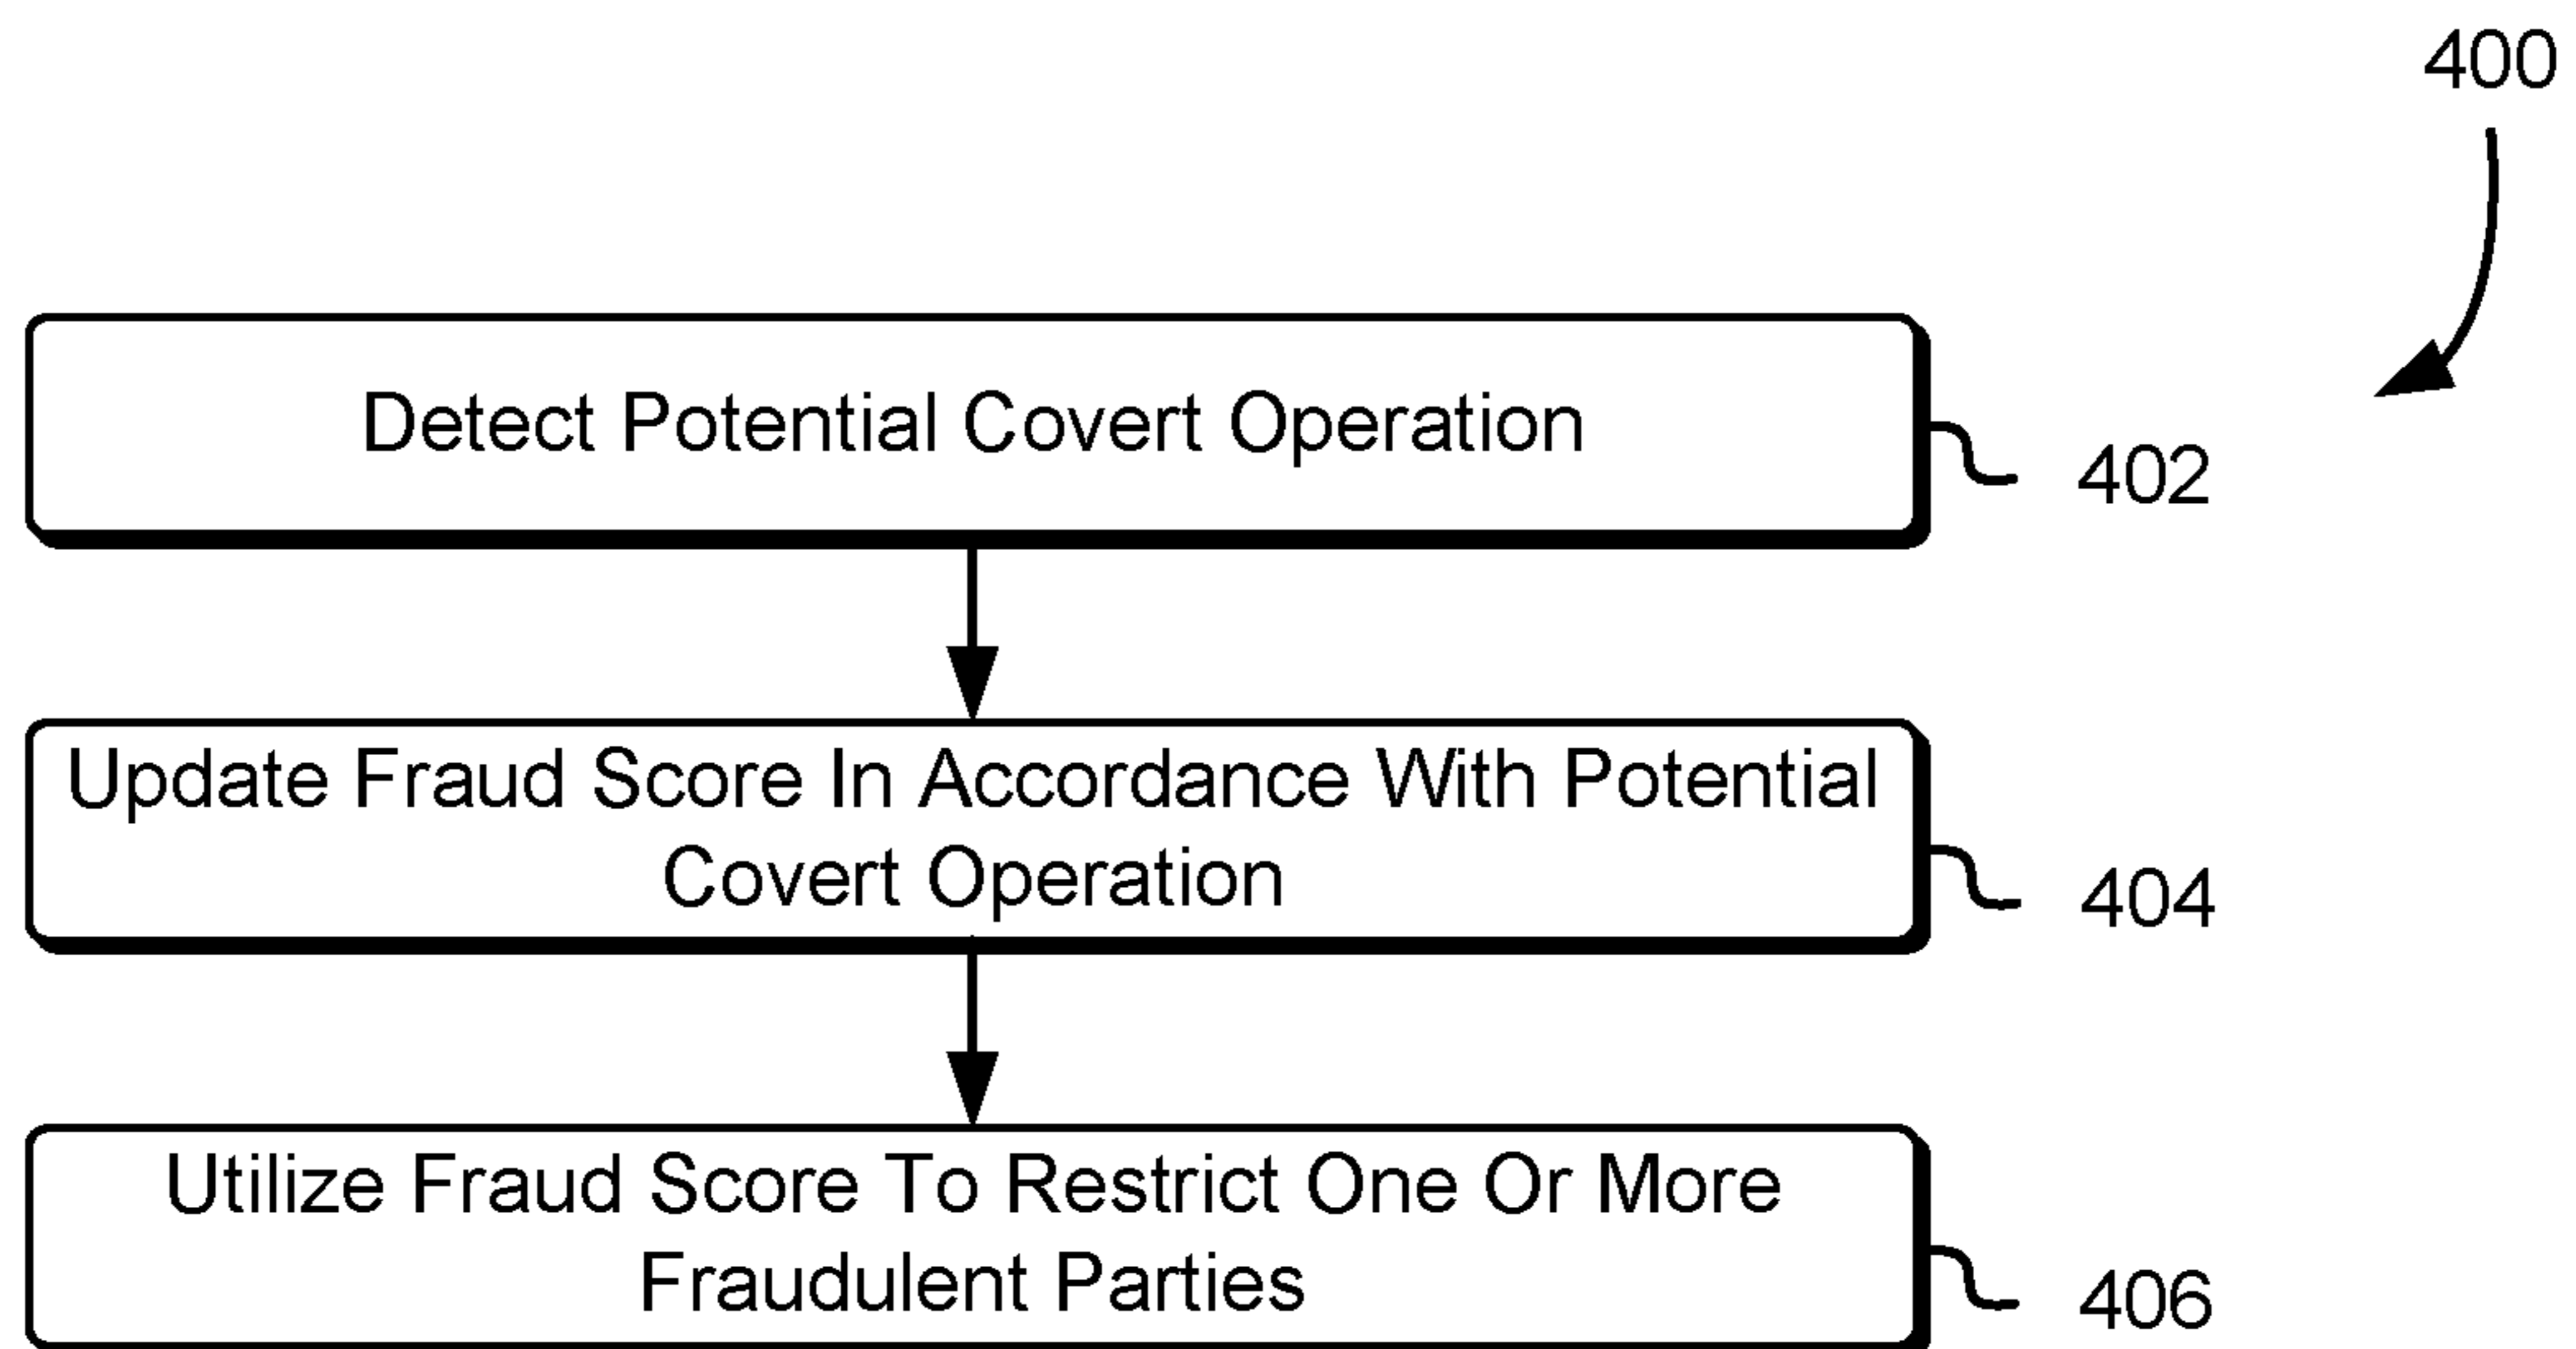 400
Detect Potential Covert Operation
402
Update Fraud Score In Accordance With Potential
Covert Operation
404
Utilize Fraud Score To Restrict One Or More
Fraudulent Parties
406